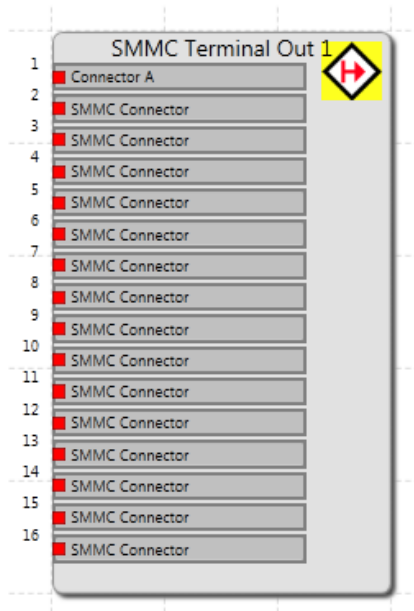 SMMC Terminal Out 1
1 Connector A
2 SMMC Connector
3 SMMC Connector
4 SMMC Connector
5 SMMC Connector
6 SMMC Connector
7 SMMC Connector
8 SMMC Connector
9 SMMC Connector
10 SMMC Connector
11 SMMC Connector
12 SMMC Connector
13 SMMC Connector
14 SMMC Connector
15 SMMC Connector
16 SMMC Connector